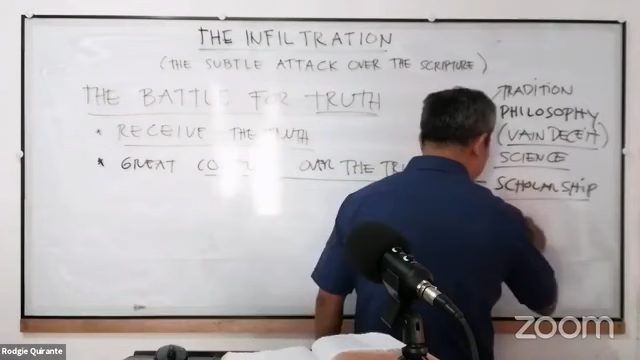 THE INFILTRATION
(THE SUBTLE ATTACK OVER THE SCRIPTURE)
THE BATTLE FOR TRUTH
* RECEIVE THE TRUTH
* GREAT OVER THE
TRADITION
PHILOSOPHY
(VAIN DECEIT)
SCIENCE
SCHOLARSHIP
zoom
Rodgie Quirante